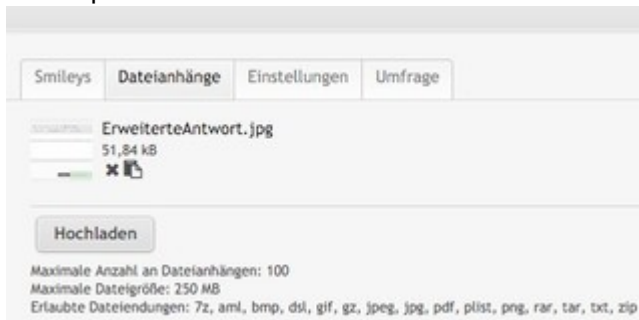 Smileys Dateianhänge Einstellungen Umfrage
ErweiterteAntwort.jpg
51,84 kB
Hochladen
Maximale Anzahl an Dateianhängen: 100
Maximale Dateigröße: 250 MB
Erlaubte Dateiendungen: 7z, aml, bmp, dsl, gif, gz, jpeg, jpg, pdf, plist, png, rar, tar, txt, zip